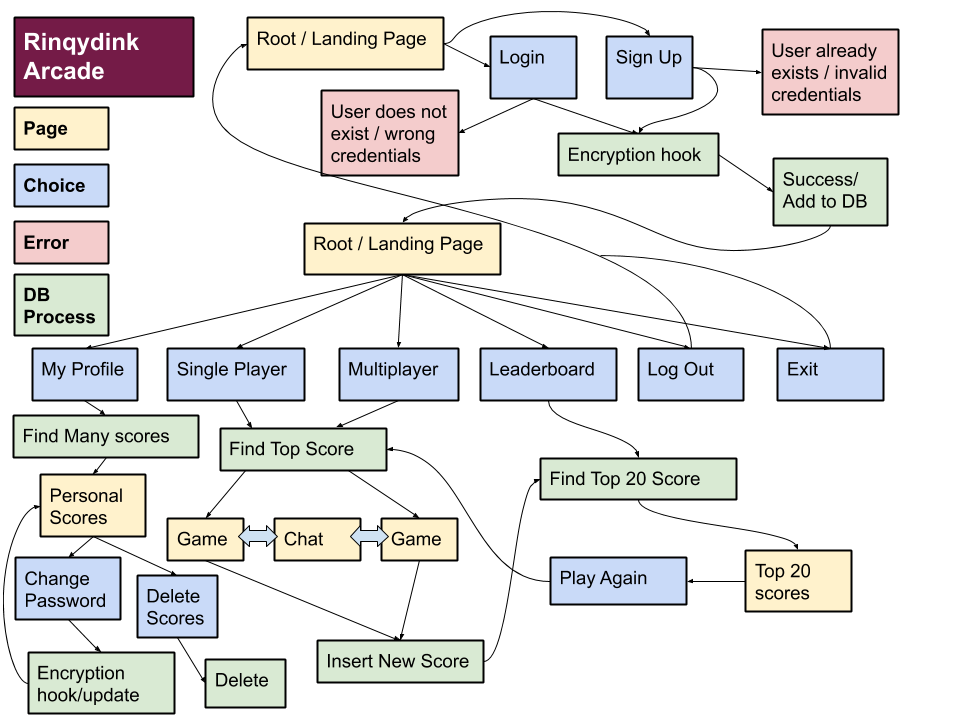 Rinqydink
Arcade
Page
Choice
Error
DB
Process
Root / Landing Page
Login
Sign Up
User already
exists / invalid
credentials
User does not
exist / wrong
credentials
Encryption hook
Success/
Add to DB
Root / Landing Page
My Profile
Single Player
Multiplayer
Leaderboard
Log Out
Exit
Find Many scores
Find Top Score
Find Top 20 Score
Personal
Scores
Game
Chat
Game
Change
Password
Delete
Scores
Play Again
Top 20
scores
Encryption
hook/update
Delete
Insert New Score